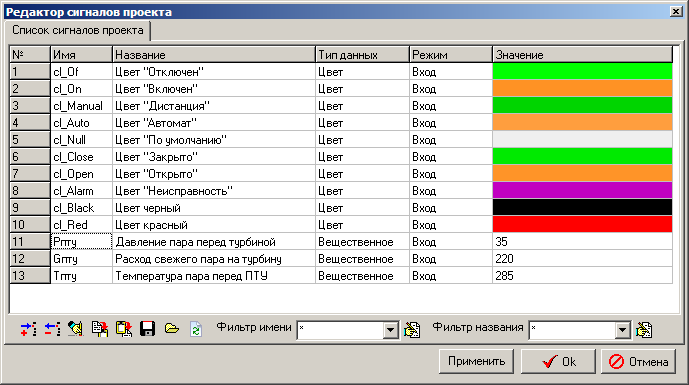 Редактор сигналов проекта
Список сигналов проекта
№ Имя Название Тип данных Режим Значение
1 cl_Of Цвет "Отключен" Цвет Вход
2 cl_On Цвет "Включен" Цвет Вход
3 cl_Manual Цвет "Дистанция" Цвет Вход
4 cl_Auto Цвет "Автомат" Цвет Вход
5 cl_Null Цвет "По умолчанию" Цвет Вход
6 cl_Close Цвет "Закрыто" Цвет Вход
7 cl_Open Цвет "Открыто" Цвет Вход
8 cl_Alarm Цвет "Неисправность" Цвет Вход
9 cl_Black Цвет черный Цвет Вход
10 cl_Red Цвет красный Цвет Вход
11 Рпту Давление пара перед турбиной Вещественное Вход 35
12 Gпту Расход свежего пара на турбину Вещественное Вход 220
13 Тпту Температура пара перед ПТУ Вещественное Вход 285
Фильтр имени * Фильтр названия *
Применить Ok Отмена